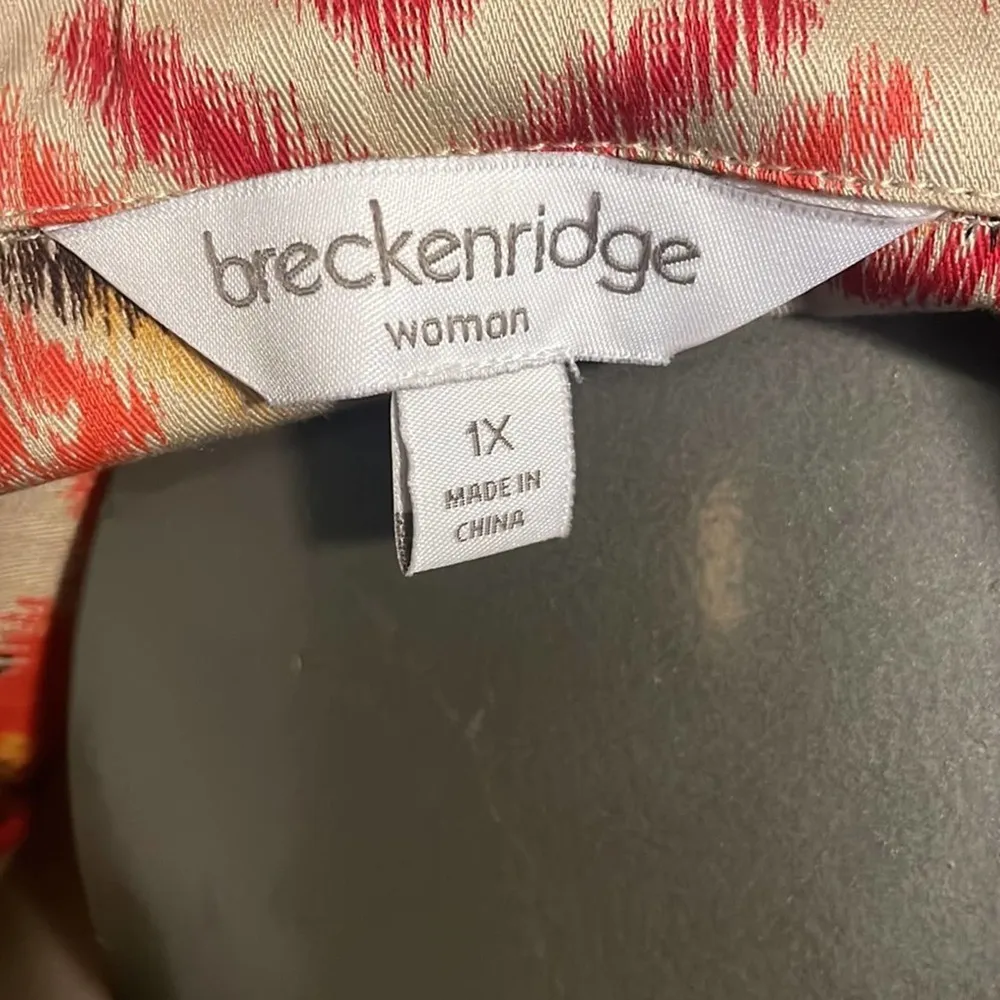 breckenridge
woman
1X
MADE IN
CHINA